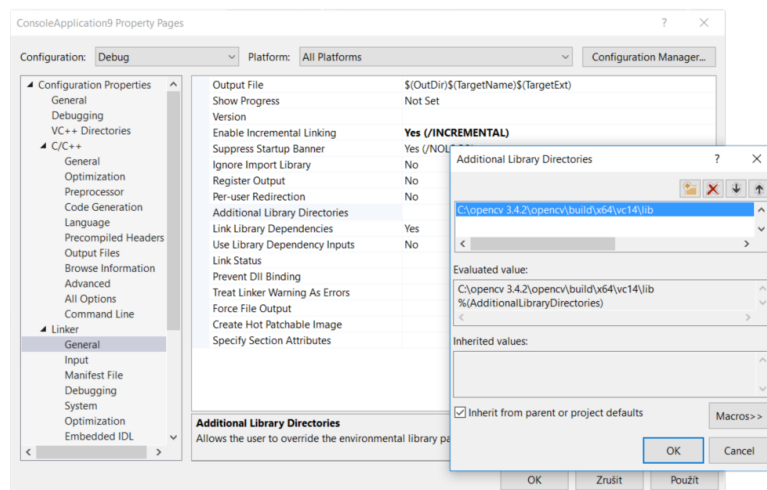 ConsoleApplication9 Property Pages
Configuration: Debug Platform: All Platforms Configuration Manager...
Configuration Properties
General
Debugging
VC++ Directories
C/C++
General
Optimization
Preprocessor
Code Generation
Language
Precompiled Headers
Output Files
Browse Information
Advanced
All Options
Command Line
Linker
General
Input
Manifest File
Debugging
System
Optimization
Embedded IDL
Output File $(OutDir)$(TargetName)$(TargetExt)
Show Progress Not Set
Version
Enable Incremental Linking Yes (/INCREMENTAL)
Suppress Startup Banner Yes (/NOL
Ignore Import Library No
Register Output No
Per-user Redirection No
Additional Library Directories
Link Library Dependencies Yes
Use Library Dependency Inputs No
Link Status
Prevent Dll Binding
Treat Linker Warning As Errors
Force File Output
Create Hot Patchable Image
Specify Section Attributes
Additional Library Directories
Allows the user to override the environmental library pa
OK Zrušit Použít
Additional Library Directories
C:\opencv 3.4.2\opencv\build\x64\vc14\lib
Evaluated value:
C:\opencv 3.4.2\opencv\build\x64\vc14\lib
%(AdditionalLibraryDirectories)
Inherited values:
Inherit from parent or project defaults
Macros>>
OK Cancel